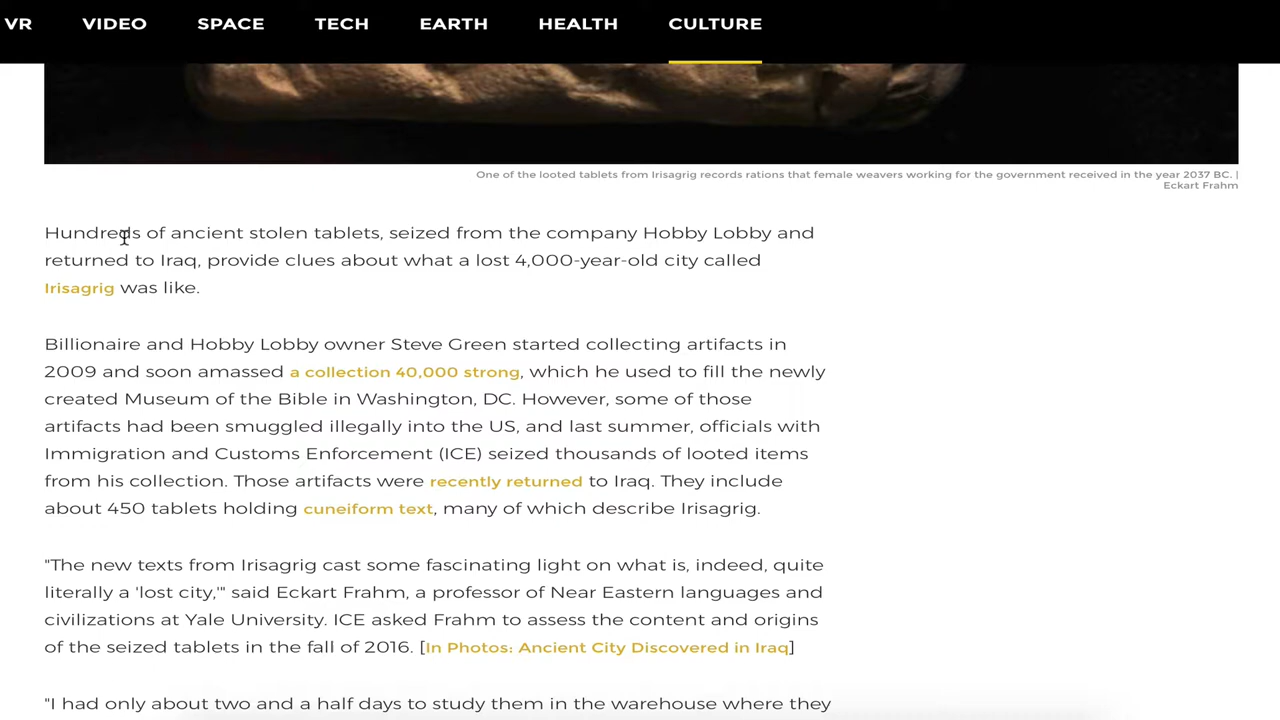 VR VIDEO SPACE TECH EARTH HEALTH CULTURE
One of the looted tablets from Irisagrig records rations that female weavers working for the government received in the year 2037 BC. |
Eckart Frahm
Hundreds of ancient stolen tablets, seized from the company Hobby Lobby and
returned to Iraq, provide clues about what a lost 4,000-year-old city called
Irisagrig was like.
Billionaire and Hobby Lobby owner Steve Green started collecting artifacts in
2009 and soon amassed a collection 40,000 strong, which he used to fill the newly
created Museum of the Bible in Washington, DC. However, some of those
artifacts had been smuggled illegally into the US, and last summer, officials with
Immigration and Customs Enforcement (ICE) seized thousands of looted items
from his collection. Those artifacts were recently returned to Iraq. They include
about 450 tablets holding cuneiform text, many of which describe Irisagrig.
"The new texts from Irisagrig cast some fascinating light on what is, indeed, quite
literally a 'lost city,'" said Eckart Frahm, a professor of Near Eastern languages and
civilizations at Yale University. ICE asked Frahm to assess the content and origins
of the seized tablets in the fall of 2016. [In Photos: Ancient City Discovered in Iraq]
"I had only about two and a half days to study them in the warehouse where they